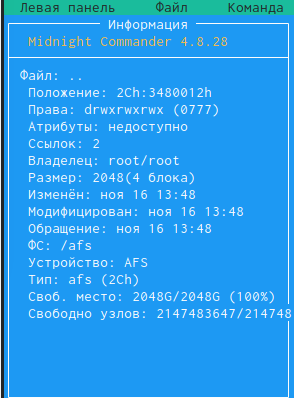 Левая панель Файл Команда
Информация
Midnight Commander 4.8.28
Файл: ..
Положение: 2Ch:3480012h
Права: drwxrwxrwx (0777)
Атрибуты: недоступно
Ссылок: 2
Владелец: root/root
Размер: 2048(4 блока)
Изменён: ноя 16 13:48
Модифицирован: ноя 16 13:48
Обращение: ноя 16 13:48
ФС: /afs
Устройство: AFS
Тип: afs (2Ch)
Своб. место: 2048G/2048G (100%)
Свободно узлов: 2147483647/214748